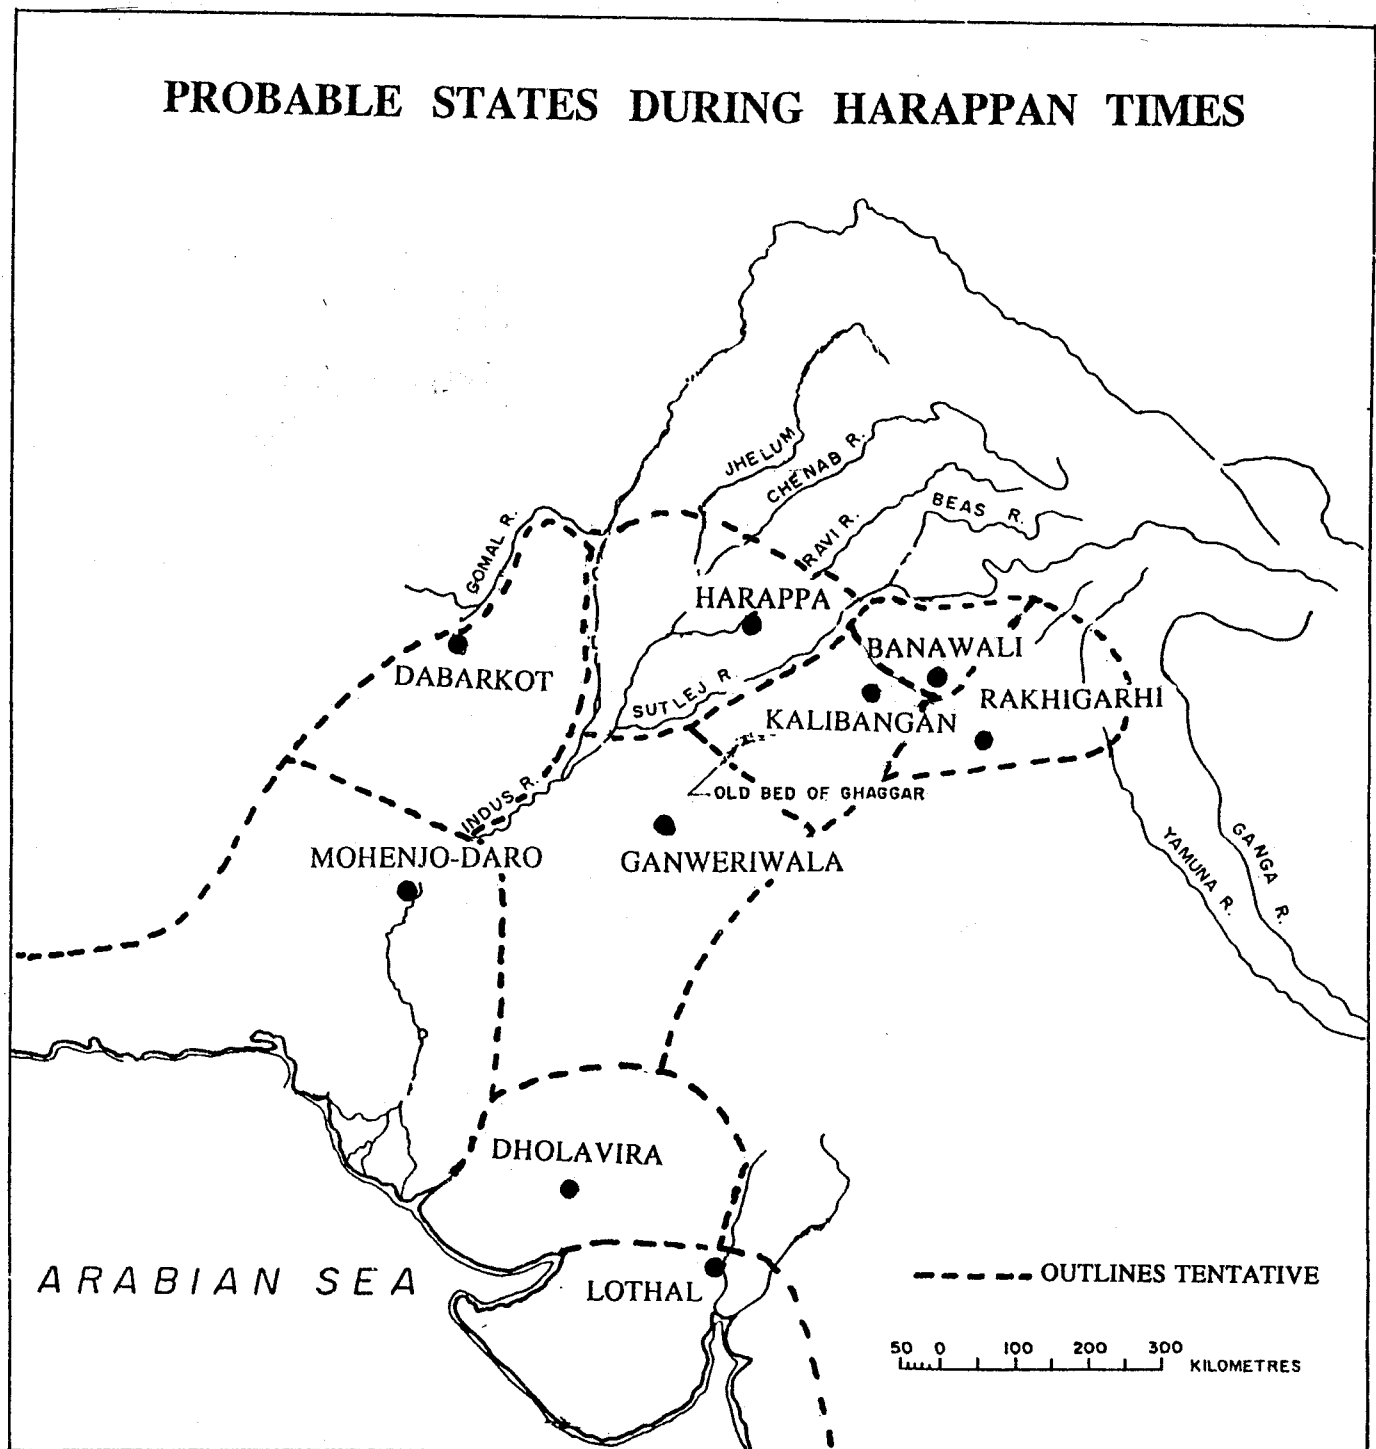 PROBABLE STATES DURING HARAPPAN TIMES
JHELUM
CHENAB R.
RAVI R.
BEAS R.
GOMAL R.
HARAPPA
BANAWALI
DABARKOT
RAKHIGARHI
SUTLEJ R.
KALIBANGAN
OLD BED OF GHAGGAR
INDUS R.
MOHENJO-DARO
GANWERIWALA
YAMUNA R.
GANGA R.
DHOLAVIRA
ARABIAN SEA
LOTHAL
OUTLINES TENTATIVE
50 0 100 200 300
KILOMETRES